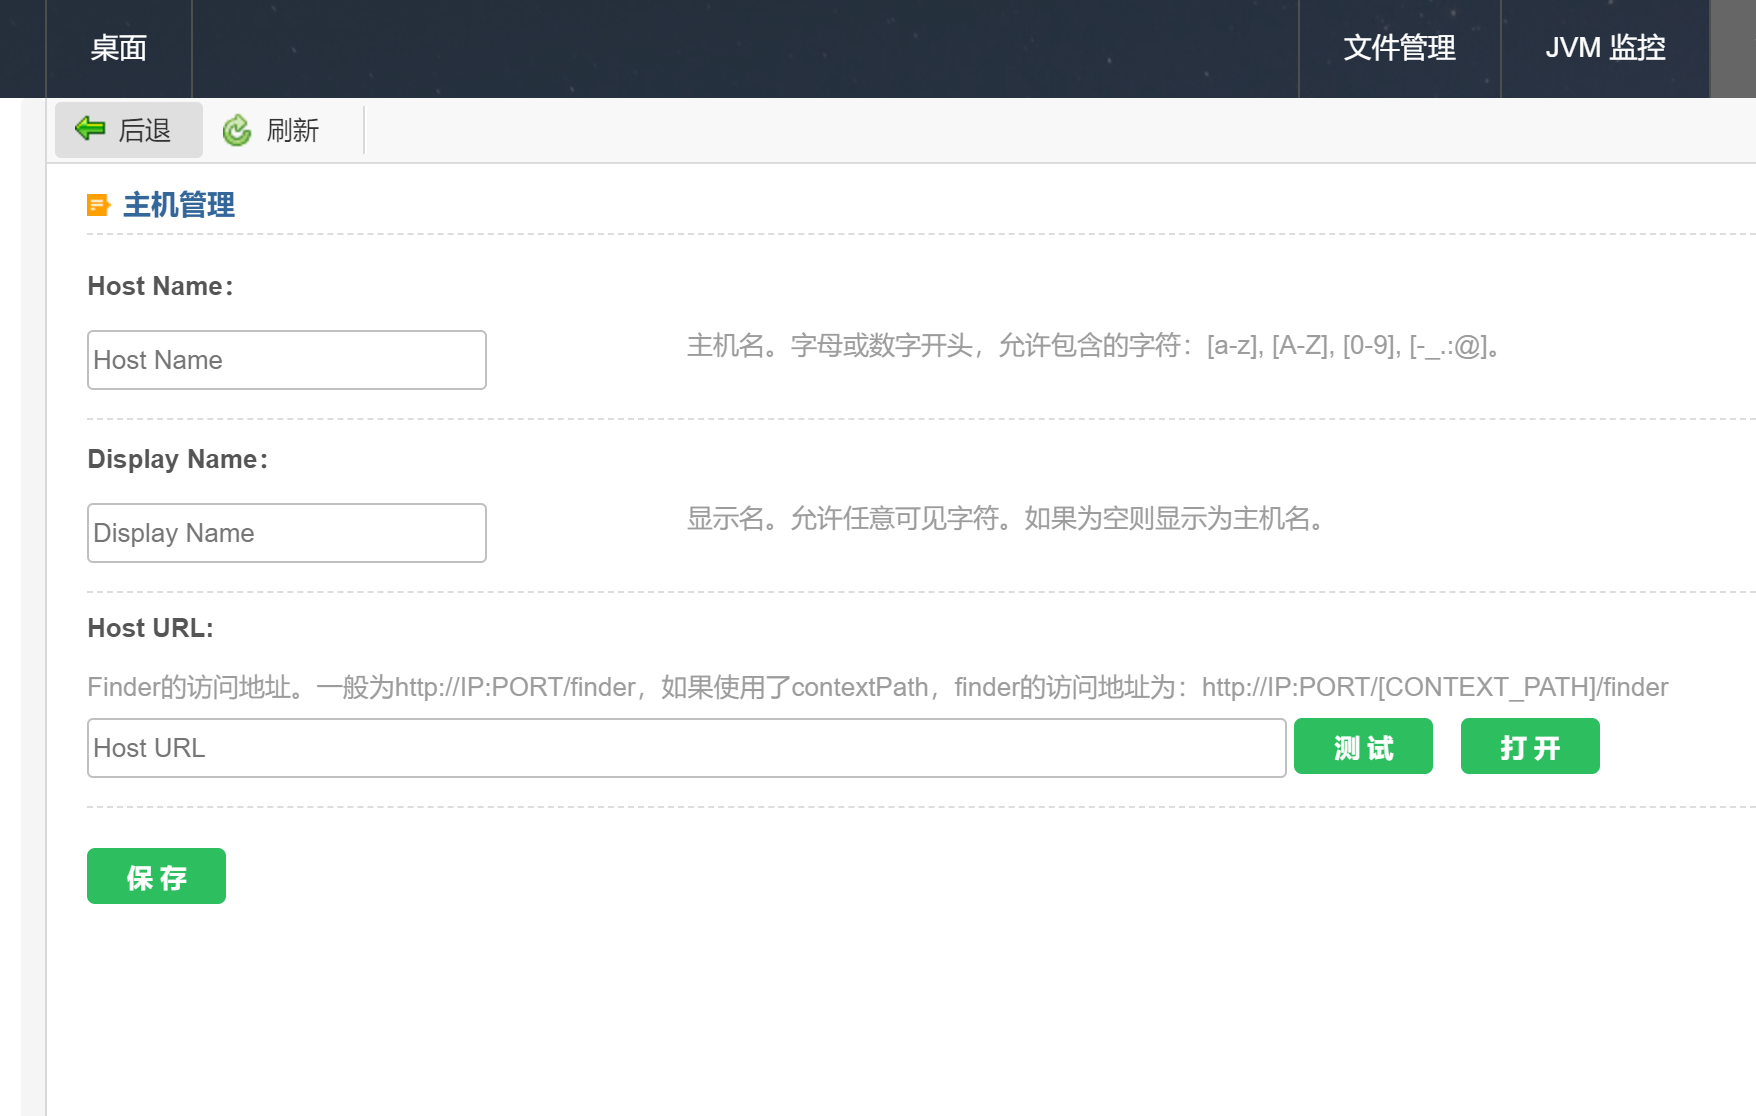 桌面 文件管理 JVM 监控
后退 刷新
主机管理
Host Name：
Host Name
主机名。字母或数字开头，允许包含的字符：[a-z], [A-Z], [0-9], [-_.:@]。
Display Name：
Display Name
显示名。允许任意可见字符。如果为空则显示为主机名。
Host URL:
Finder的访问地址。一般为http://IP:PORT/finder，如果使用了contextPath，finder的访问地址为：http://IP:PORT/[CONTEXT_PATH]/finder
Host URL 测 试 打 开
保 存